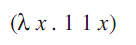 (λ x . 1 1 x)